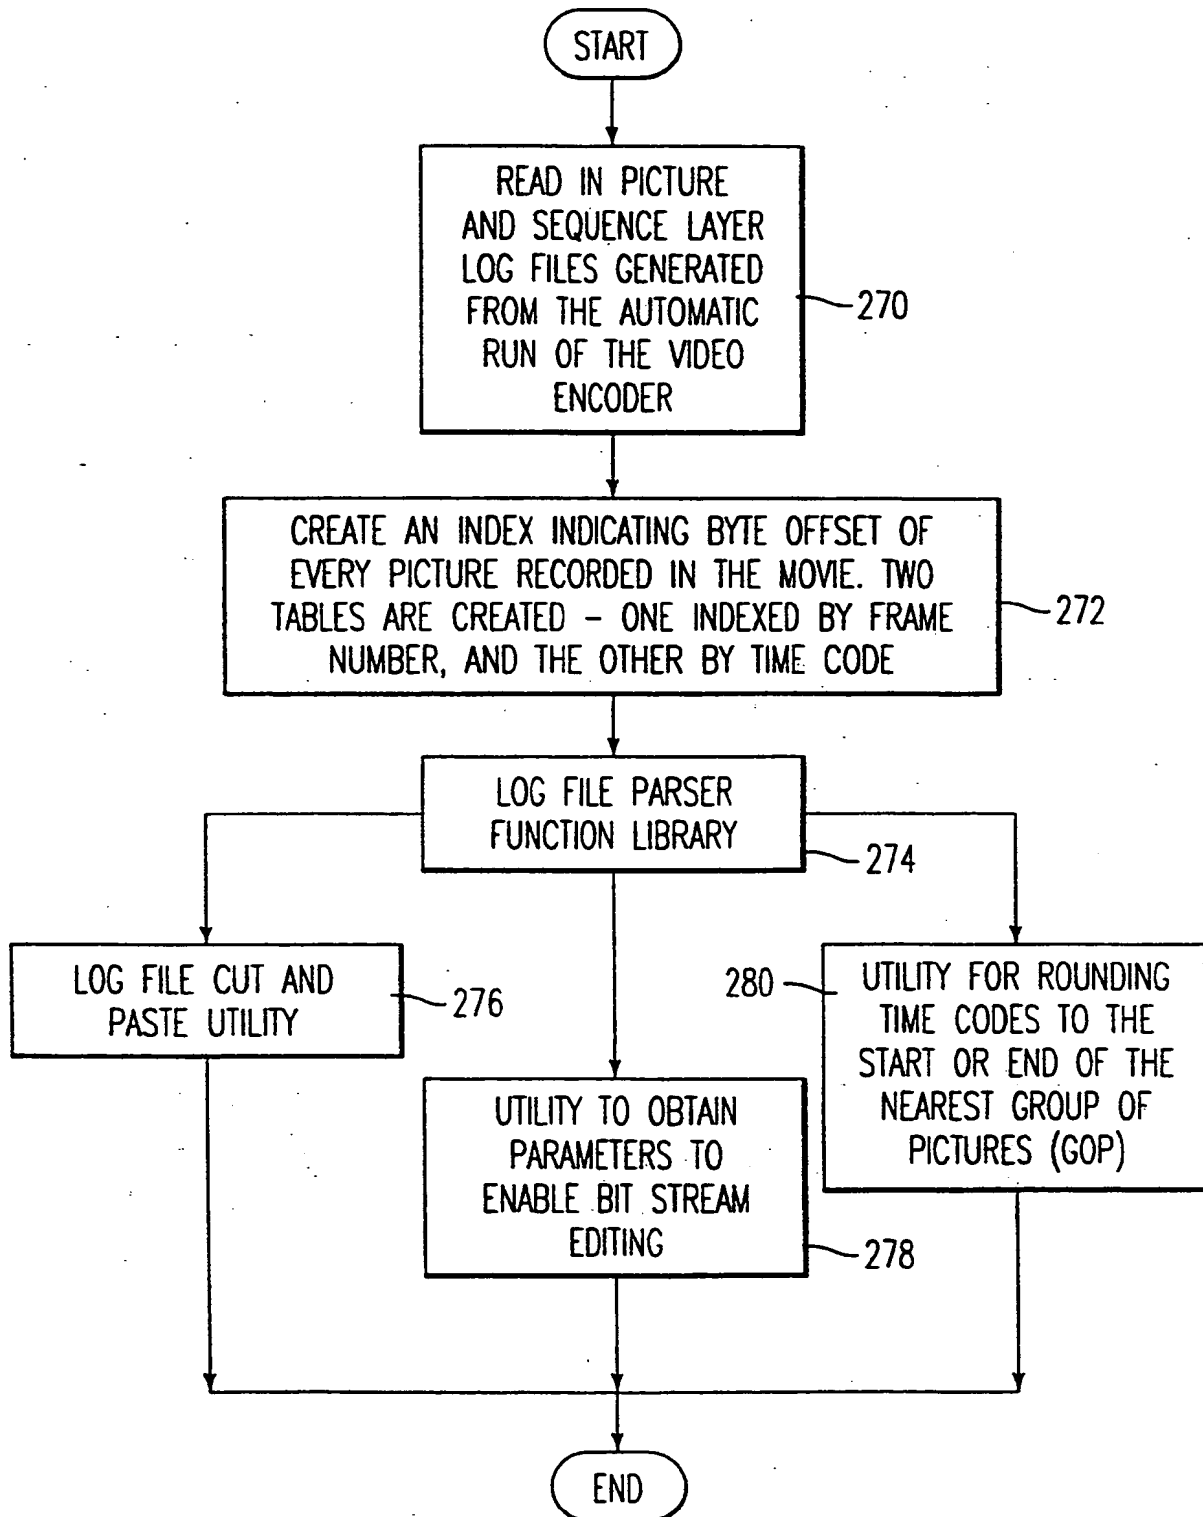 START
READ IN PICTURE
AND SEQUENCE LAYER
LOG FILES GENERATED
FROM THE AUTOMATIC
RUN OF THE VIDEO
ENCODER
270
CREATE AN INDEX INDICATING BYTE OFFSET OF
EVERY PICTURE RECORDED IN THE MOVIE. TWO
TABLES ARE CREATED – ONE INDEXED BY FRAME
NUMBER, AND THE OTHER BY TIME CODE
272
LOG FILE PARSER
FUNCTION LIBRARY
274
LOG FILE CUT AND
PASTE UTILITY
276
280
UTILITY FOR ROUNDING
TIME CODES TO THE
START OR END OF THE
NEAREST GROUP OF
PICTURES (GOP)
UTILITY TO OBTAIN
PARAMETERS TO
ENABLE BIT STREAM
EDITING
278
END